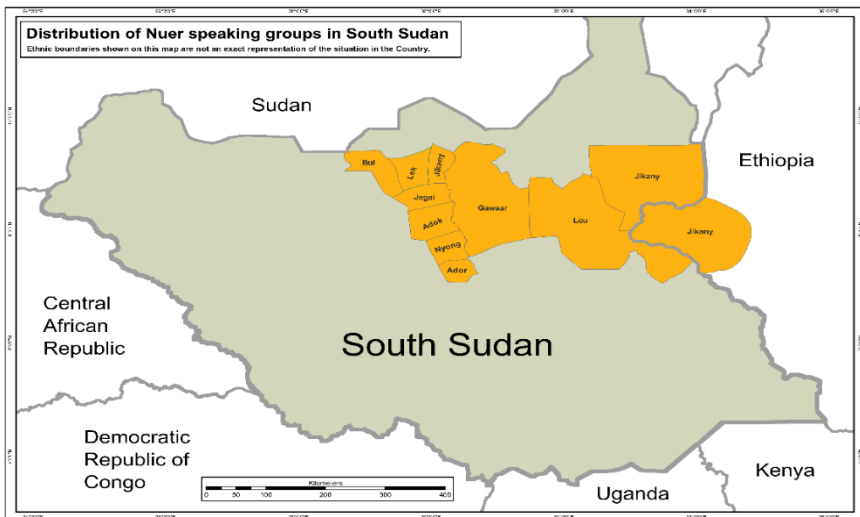 Distribution of Nuer speaking groups in South Sudan
Ethnic boundaries shown on this map are not an exact representation of the situation in the Country.
Sudan
Ethiopia
Bul
Lek
Jikany
Jikany
Jegai
Adok
Gawaar
Lou
Jikany
Nyong
Ador
Central
African
Republic
South Sudan
Democratic
Republic of
Congo
Kilometers
0 50 100 200 300 400
Uganda
Kenya